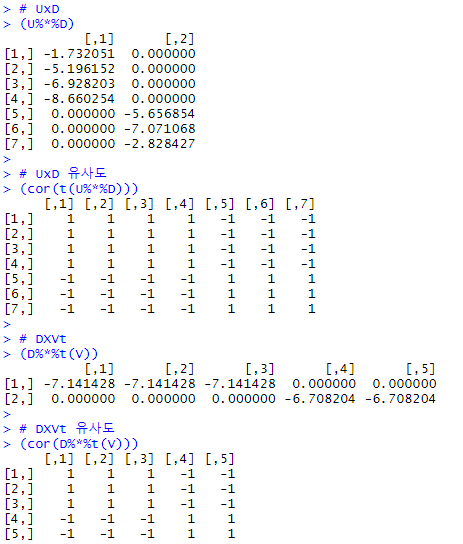 > # UxD
> (U%*%D)
          [,1]      [,2]
[1,] -1.732051  0.000000
[2,] -5.196152  0.000000
[3,] -6.928203  0.000000
[4,] -8.660254  0.000000
[5,]  0.000000 -5.656854
[6,]  0.000000 -7.071068
[7,]  0.000000 -2.828427
>
> # UxD 유사도
> (cor(t(U%*%D)))
     [,1] [,2] [,3] [,4] [,5] [,6] [,7]
[1,]    1    1    1    1   -1   -1   -1
[2,]    1    1    1    1   -1   -1   -1
[3,]    1    1    1    1   -1   -1   -1
[4,]    1    1    1    1   -1   -1   -1
[5,]   -1   -1   -1   -1    1    1    1
[6,]   -1   -1   -1   -1    1    1    1
[7,]   -1   -1   -1   -1    1    1    1
>
> # DXVt
> (D%*%t(V))
          [,1]      [,2]      [,3]      [,4]      [,5]
[1,] -7.141428 -7.141428 -7.141428  0.000000  0.000000
[2,]  0.000000  0.000000  0.000000 -6.708204 -6.708204
>
> # DXVt 유사도
> (cor(D%*%t(V)))
     [,1] [,2] [,3] [,4] [,5]
[1,]    1    1    1   -1   -1
[2,]    1    1    1   -1   -1
[3,]    1    1    1   -1   -1
[4,]   -1   -1   -1    1    1
[5,]   -1   -1   -1    1    1